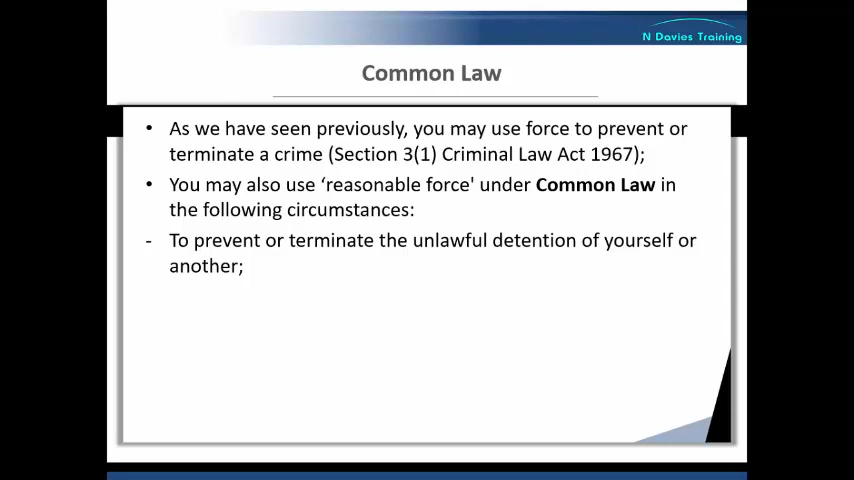 N Davies Training
Common Law
• As we have seen previously, you may use force to prevent or
terminate a crime (Section 3(1) Criminal Law Act 1967);
• You may also use ‘reasonable force' under Common Law in
the following circumstances:
- To prevent or terminate the unlawful detention of yourself or
another;